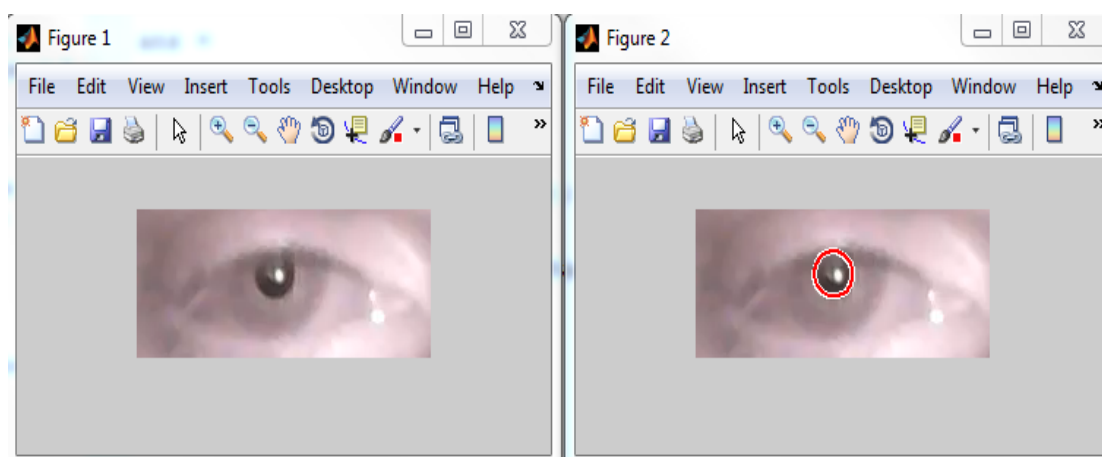 Figure 1
File Edit View Insert Tools Desktop Window Help
Figure 2
File Edit View Insert Tools Desktop Window Help